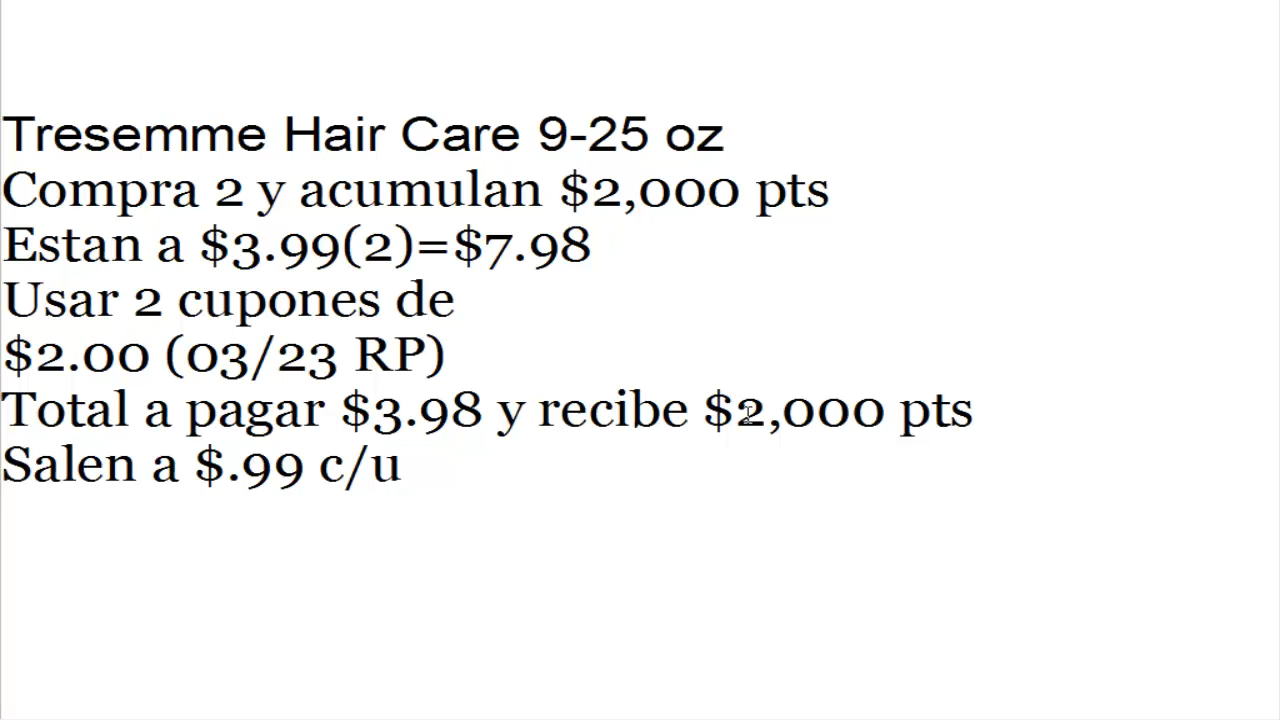 Tresemme Hair Care 9-25 oz
Compra 2 y acumulan $2,000 pts
Estan a $3.99(2)=$7.98
Usar 2 cupones de
$2.00 (03/23 RP)
Total a pagar $3.98 y recibe $2,000 pts
Salen a $.99 c/u